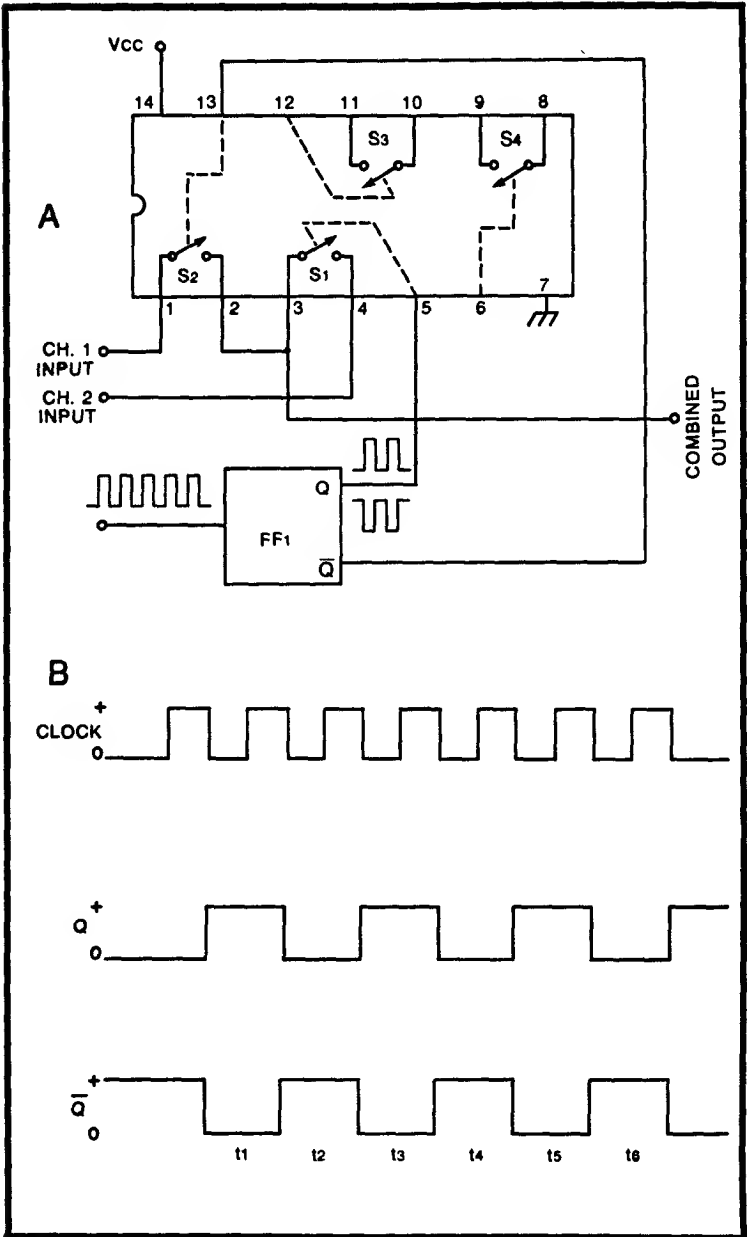 Vcc
14 13 12 11 10 9 8
S3 S4
A
S2 S1
1 2 3 4 5 6 7
CH. 1
INPUT
CH. 2
INPUT
COMBINED
OUTPUT
Q
FF1
Q̅
B
+
CLOCK
0
+
Q
0
+
Q̅
0
t1 t2 t3 t4 t5 t6